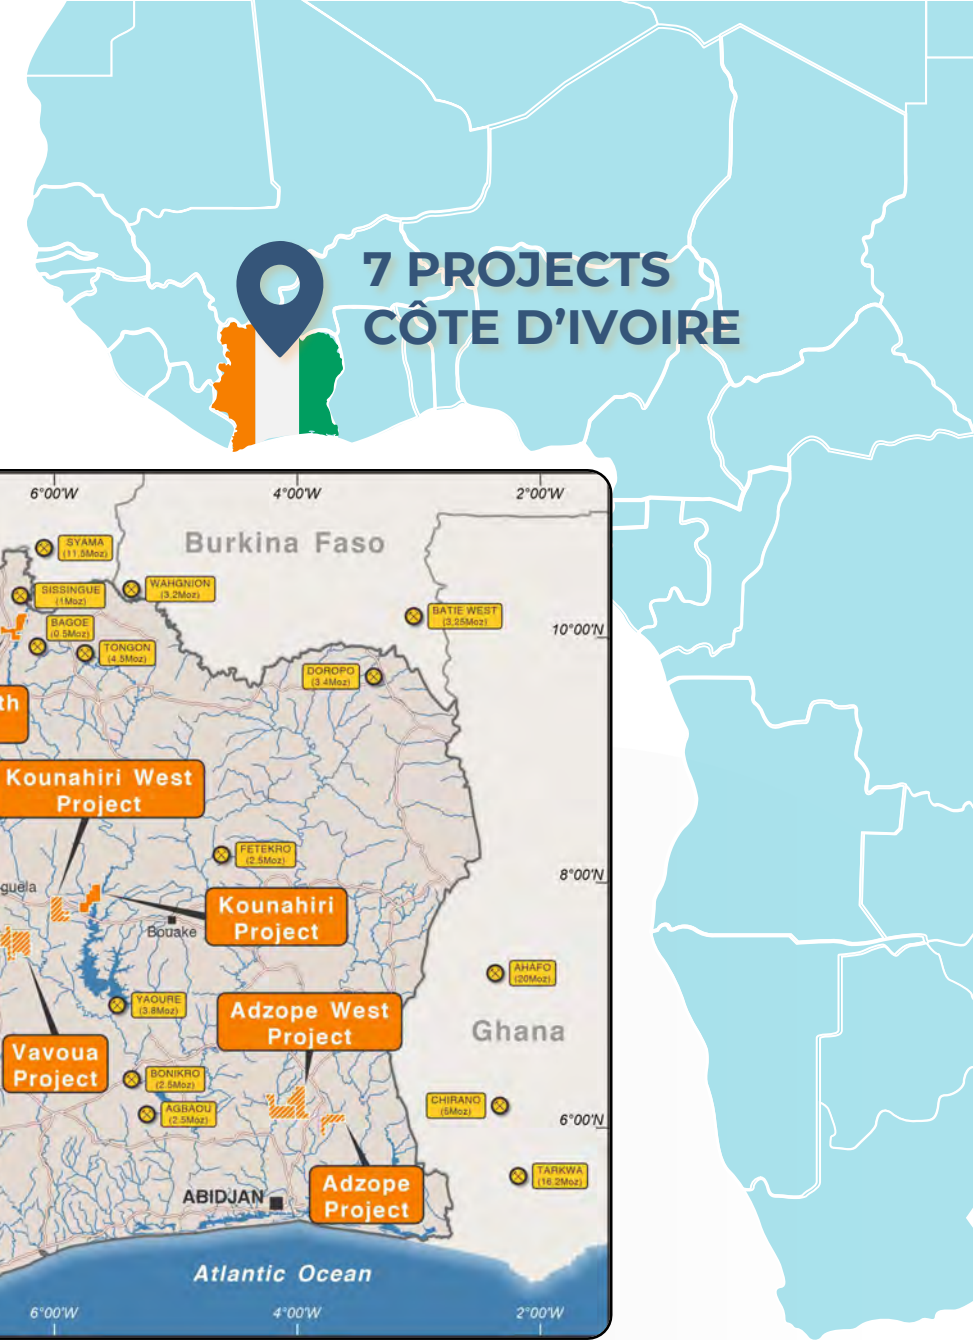 7 PROJECTS
CÔTE D’IVOIRE
6°00'W
4°00'W
2°00'W
Burkina Faso
SYAMA
(11.5Moz)
WAHGNION
(3.2Moz)
SISSINGUE
(1Moz)
BATIE WEST
(3.25Moz)
BAGOE
(0.5Moz)
10°00'N
TONGON
(4.5Moz)
DOROPO
(3.4Moz)
th
Kounahiri West
Project
FETEKRO
(2.5Moz)
8°00'N
guela
Kounahiri
Project
Bouake
AHAFO
(20Moz)
YAOURE
(3.8Moz)
Adzope West
Project
Ghana
Vavoua
Project
BONIKRO
(2.5Moz)
AGBAOU
(2.5Moz)
CHIRANO
(5Moz)
6°00'N
TARKWA
(16.2Moz)
Adzope
Project
ABIDJAN
Atlantic Ocean
6°00'W
4°00'W
2°00'W